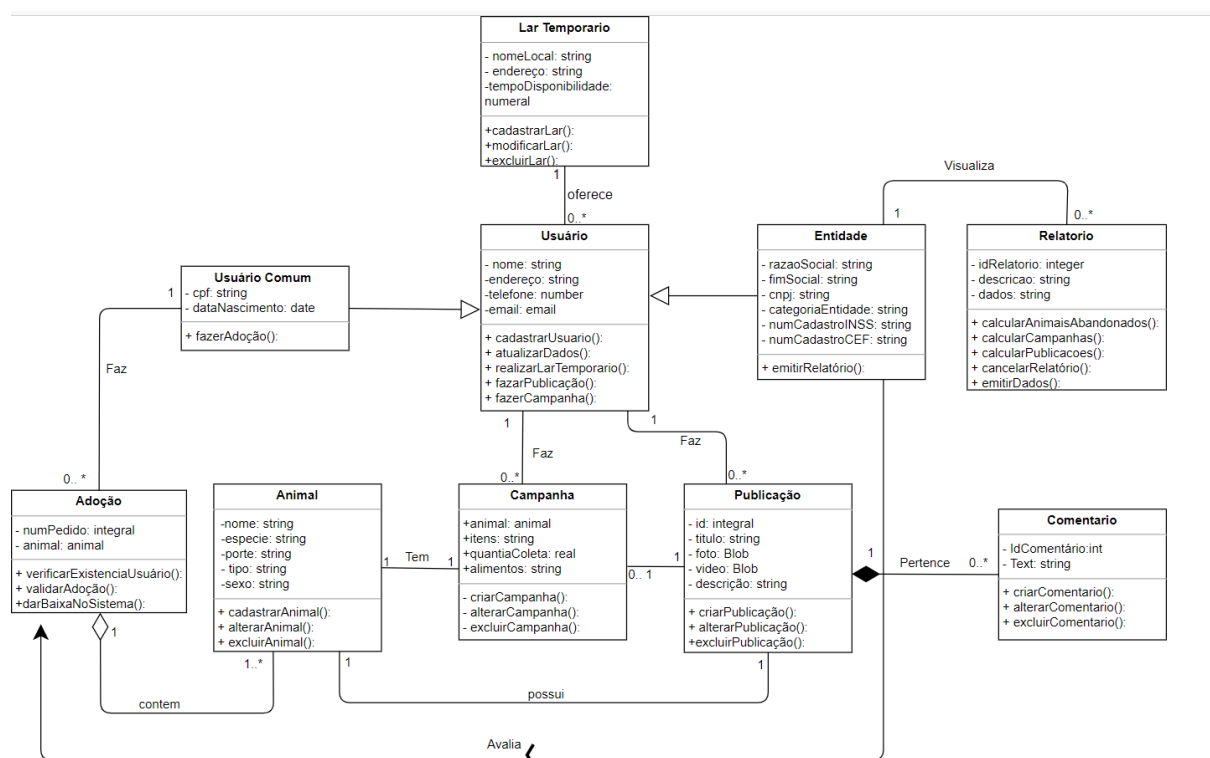 Lar Temporario
- nomeLocal: string
- endereço: string
-tempoDisponibilidade:
numeral
+cadastrarLar():
+modificarLar():
+excluirLar():
1
oferece
0..*
Visualiza
1
0..*
Usuário
- nome: string
-endereço: string
-telefone: number
-email: email
+ cadastrarUsuario():
+ atualizarDados():
+ realizarLarTemporario():
+ fazarPublicação():
+ fazerCampanha():
Entidade
- razaoSocial: string
- fimSocial: string
- cnpj: string
- categoriaEntidade: string
- numCadastroINSS: string
- numCadastroCEF: string
+ emitirRelatório():
Relatorio
- idRelatorio: integer
- descricao: string
- dados: string
+ calcularAnimaisAbandonados():
+ calcularCampanhas():
+ calcularPublicacoes():
+ cancelarRelatório():
+ emitirDados():
Usuário Comum
- cpf: string
- dataNascimento: date
+ fazerAdoção():
1
Faz
0.. *
1
Faz
0..*
1
Faz
0..*
Adoção
- numPedido: integral
- animal: animal
+ verificarExistenciaUsuário():
+ validarAdoção():
+darBaixaNoSistema():
1
Animal
-nome: string
-especie: string
-porte: string
- tipo: string
-sexo: string
+ cadastrarAnimal():
+ alterarAnimal():
+ excluirAnimal():
1
Tem
1
Campanha
+animal: animal
+itens: string
+quantiaColeta: real
+alimentos: string
- criarCampanha():
- alterarCampanha():
- excluirCampanha():
0.. 1
1
Publicação
- id: integral
- titulo: string
- foto: Blob
- video: Blob
- descrição: string
+ criarPublicação():
+ alterarPublicação():
+excluirPublicação():
1
Pertence
0..*
Comentario
- IdComentário:int
- Text: string
+ criarComentario():
+ alterarComentario():
+ excluirComentario():
1..*
1
1
possui
contem
Avalia